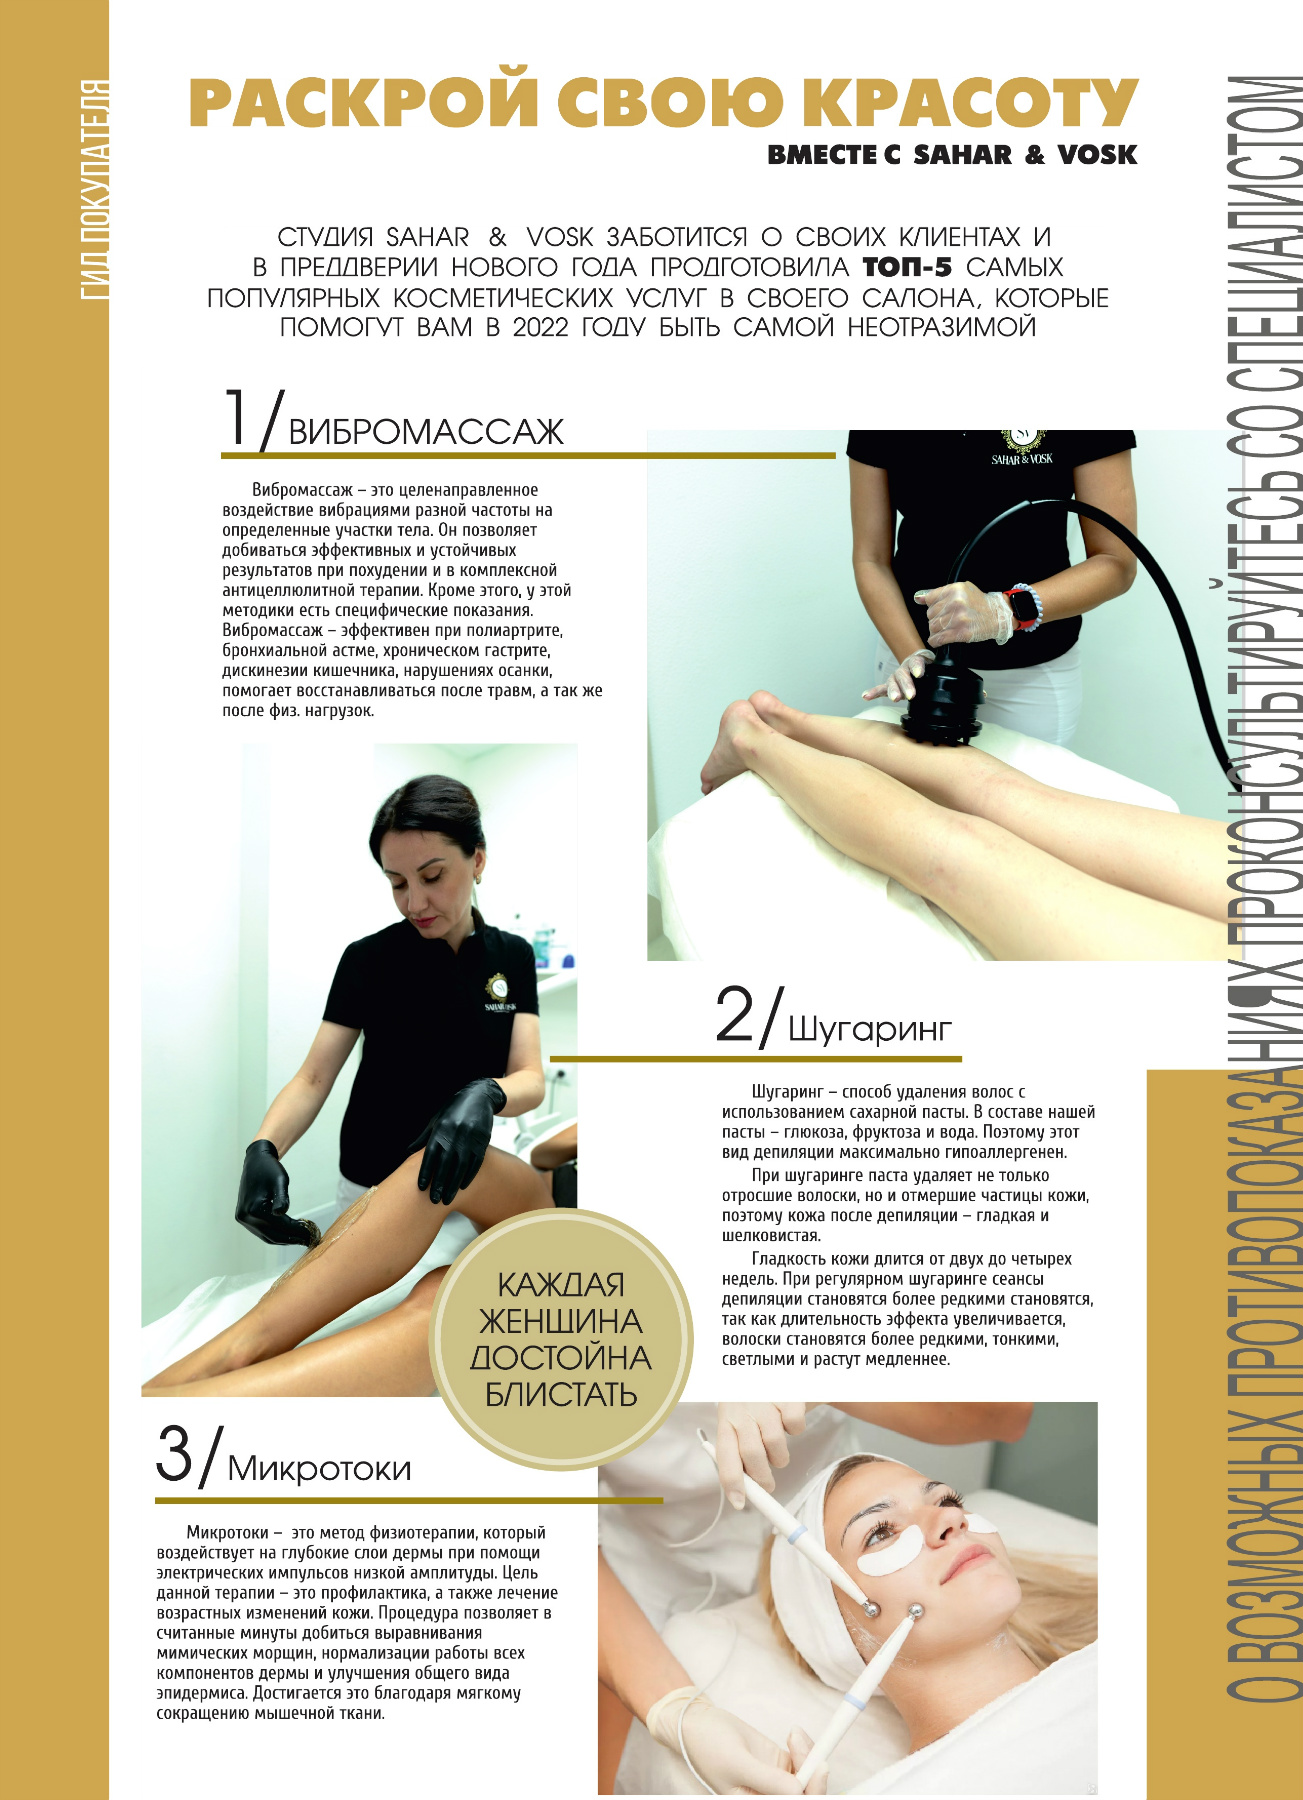 ГИД ПОКУПАТЕЛЯ
РАСКРОЙ СВОЮ КРАСОТУ
ВМЕСТЕ С SAHAR & VOSK
СТУДИЯ SAHAR & VOSK ЗАБОТИТСЯ О СВОИХ КЛИЕНТАХ И
В ПРЕДДВЕРИИ НОВОГО ГОДА ПРОДГОТОВИЛА ТОП-5 САМЫХ
ПОПУЛЯРНЫХ КОСМЕТИЧЕСКИХ УСЛУГ В СВОЕГО САЛОНА, КОТОРЫЕ
ПОМОГУТ ВАМ В 2022 ГОДУ БЫТЬ САМОЙ НЕОТРАЗИМОЙ
1/ВИБРОМАССАЖ
Вибромассаж – это целенаправленное
воздействие вибрациями разной частоты на
определенные участки тела. Он позволяет
добиваться эффективных и устойчивых
результатов при похудении и в комплексной
антицеллюлитной терапии. Кроме этого, у этой
методики есть специфические показания.
Вибромассаж – эффективен при полиартрите,
бронхиальной астме, хроническом гастрите,
дискинезии кишечника, нарушениях осанки,
помогает восстанавливаться после травм, а так же
после физ. нагрузок.
SV
SAHAR & VOSK
SV
SAHAR & VOSK
2/Шугаринг
Шугаринг – способ удаления волос с
использованием сахарной пасты. В составе нашей
пасты – глюкоза, фруктоза и вода. Поэтому этот
вид депиляции максимально гипоаллергенен.
При шугаринге паста удаляет не только
отросшие волоски, но и отмершие частицы кожи,
поэтому кожа после депиляции – гладкая и
шелковистая.
Гладкость кожи длится от двух до четырех
недель. При регулярном шугаринге сеансы
депиляции становятся более редкими становятся,
так как длительность эффекта увеличивается,
волоски становятся более редкими, тонкими,
светлыми и растут медленнее.
КАЖДАЯ
ЖЕНЩИНА
ДОСТОЙНА
БЛИСТАТЬ
3/Микротоки
Микротоки – это метод физиотерапии, который
воздействует на глубокие слои дермы при помощи
электрических импульсов низкой амплитуды. Цель
данной терапии – это профилактика, а также лечение
возрастных изменений кожи. Процедура позволяет в
считанные минуты добиться выравнивания
мимических морщин, нормализации работы всех
компонентов дермы и улучшения общего вида
эпидермиса. Достигается это благодаря мягкому
сокращению мышечной ткани.
О ВОЗМОЖНЫХ ПРОТИВОПОКАЗАНИЯХ ПРОКОНСУЛЬТИРУЙТЕСЬ СО СПЕЦИАЛИСТОМ